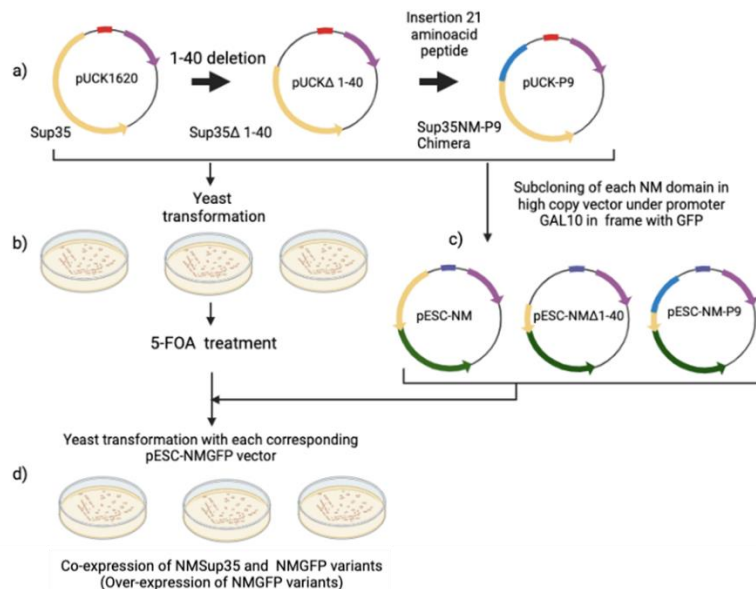 a)
pUCK1620
Sup35
1-40 deletion
pUCKΔ 1-40
Sup35Δ 1-40
Insertion 21
aminoacid
peptide
pUCK-P9
Sup35NM-P9
Chimera
Yeast
transformation
Subcloning of each NM domain in
high copy vector under promoter
GAL10 in frame with GFP
b)
c)
pESC-NM
pESC-NMΔ1-40
pESC-NM-P9
5-FOA treatment
Yeast transformation with each corresponding
pESC-NMGFP vector
d)
Co-expression of NMSup35 and NMGFP variants
(Over-expression of NMGFP variants)